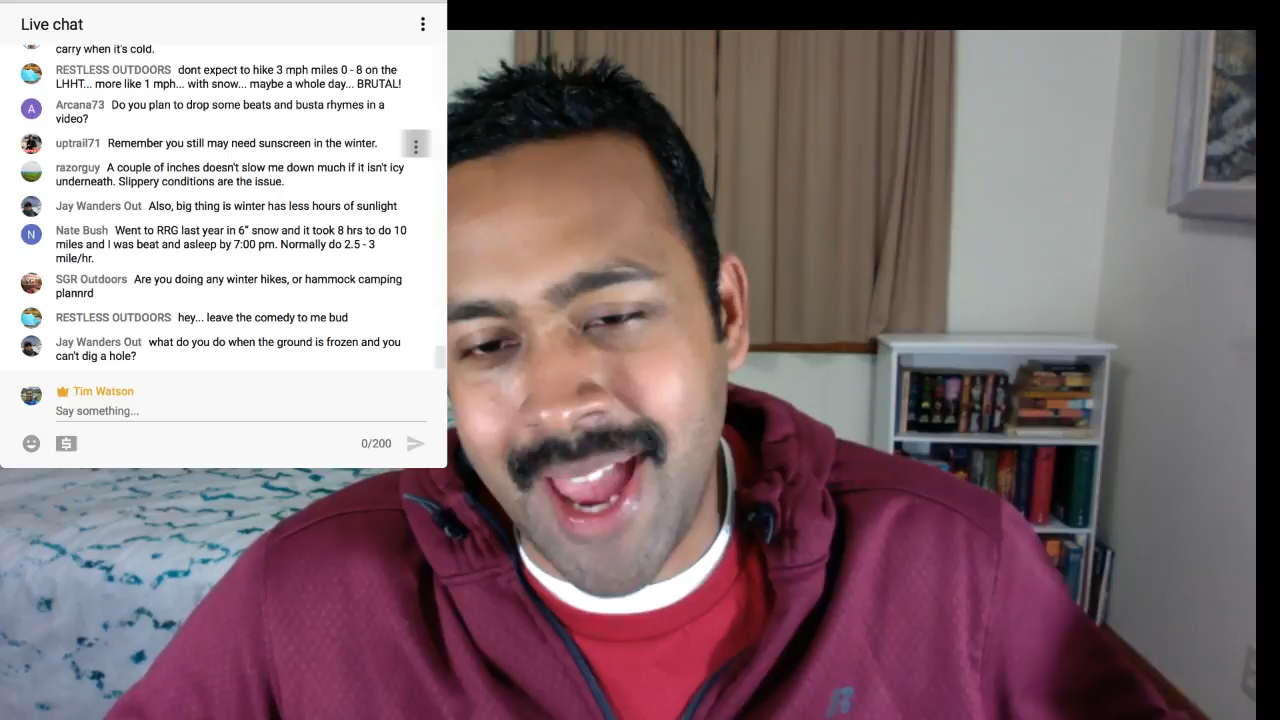 Live chat
carry when it's cold.
RESTLESS OUTDOORS dont expect to hike 3 mph miles 0 - 8 on the
LHHT... more like 1 mph... with snow... maybe a whole day... BRUTAL!
A Arcana73 Do you plan to drop some beats and busta rhymes in a
video?
uptrail71 Remember you still may need sunscreen in the winter.
razorguy A couple of inches doesn't slow me down much if it isn't icy
underneath. Slippery conditions are the issue.
Jay Wanders Out Also, big thing is winter has less hours of sunlight
N Nate Bush Went to RRG last year in 6” snow and it took 8 hrs to do 10
miles and I was beat and asleep by 7:00 pm. Normally do 2.5 - 3
mile/hr.
SGR Outdoors Are you doing any winter hikes, or hammock camping
plannrd
RESTLESS OUTDOORS hey... leave the comedy to me bud
Jay Wanders Out what do you do when the ground is frozen and you
can't dig a hole?
Tim Watson
Say something...
$ 0/200
R